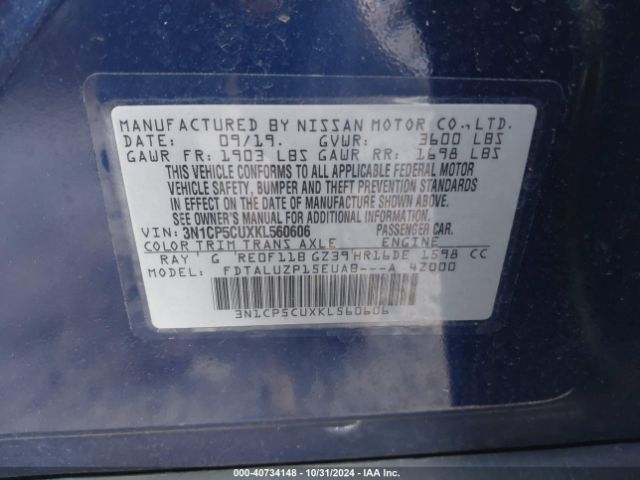 MANUFACTURED BY NISSAN MOTOR CO.,LTD.
DATE: 09/19. GVWR: 3600 LBS
GAWR FR: 1903 LBS GAWR RR: 1698 LBS
THIS VEHICLE CONFORMS TO ALL APPLICABLE FEDERAL MOTOR
VEHICLE SAFETY, BUMPER AND THEFT PREVENTION STANDARDS
IN EFFECT ON THE DATE OF MANUFACTURE SHOWN ABOVE.
SEE OWNER'S MANUAL FOR ADDITIONAL INFORMATION.
VIN: 3N1CP5CUXKL560606 PASSENGER CAR.
COLOR TRIM TRANS AXLE ENGINE
RAY G RE0F11B GZ39 HR16DE 1598 CC
MODEL: FDTALUZP15EUAB---A 42000
3N1CP5CUXKL560606
000-40734148 - 10/31/2024 - IAA Inc.